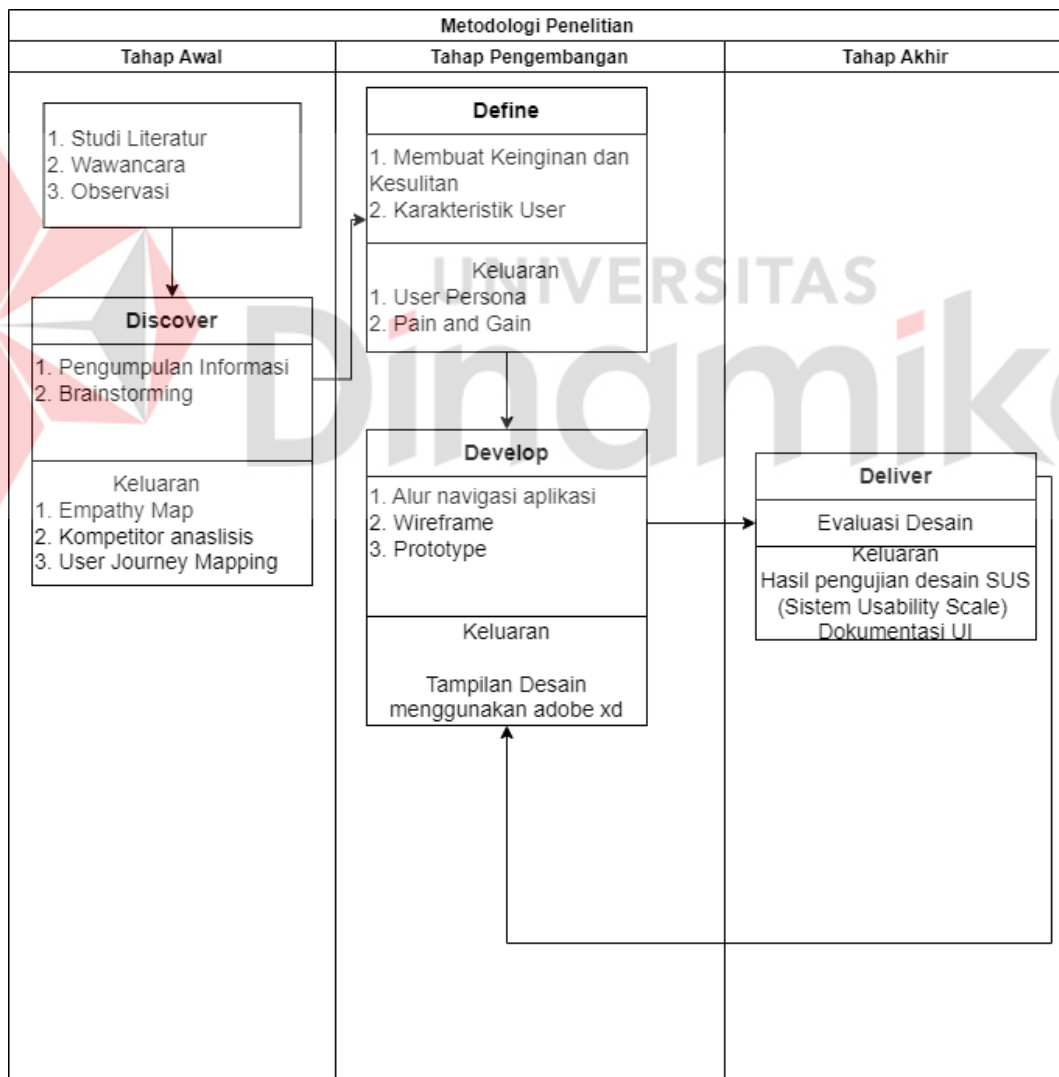 Metodologi Penelitian
Tahap Awal
Tahap Pengembangan
Tahap Akhir
1. Studi Literatur
2. Wawancara
3. Observasi
Discover
1. Pengumpulan Informasi
2. Brainstorming
Keluaran
1. Empathy Map
2. Kompetitor anaslisis
3. User Journey Mapping
Define
1. Membuat Keinginan dan
Kesulitan
2. Karakteristik User
Keluaran
1. User Persona
2. Pain and Gain
Develop
1. Alur navigasi aplikasi
2. Wireframe
3. Prototype
Keluaran
Tampilan Desain
menggunakan adobe xd
Deliver
Evaluasi Desain
Keluaran
Hasil pengujian desain SUS
(Sistem Usability Scale)
Dokumentasi UI
UNIVERSITAS
Dinamika